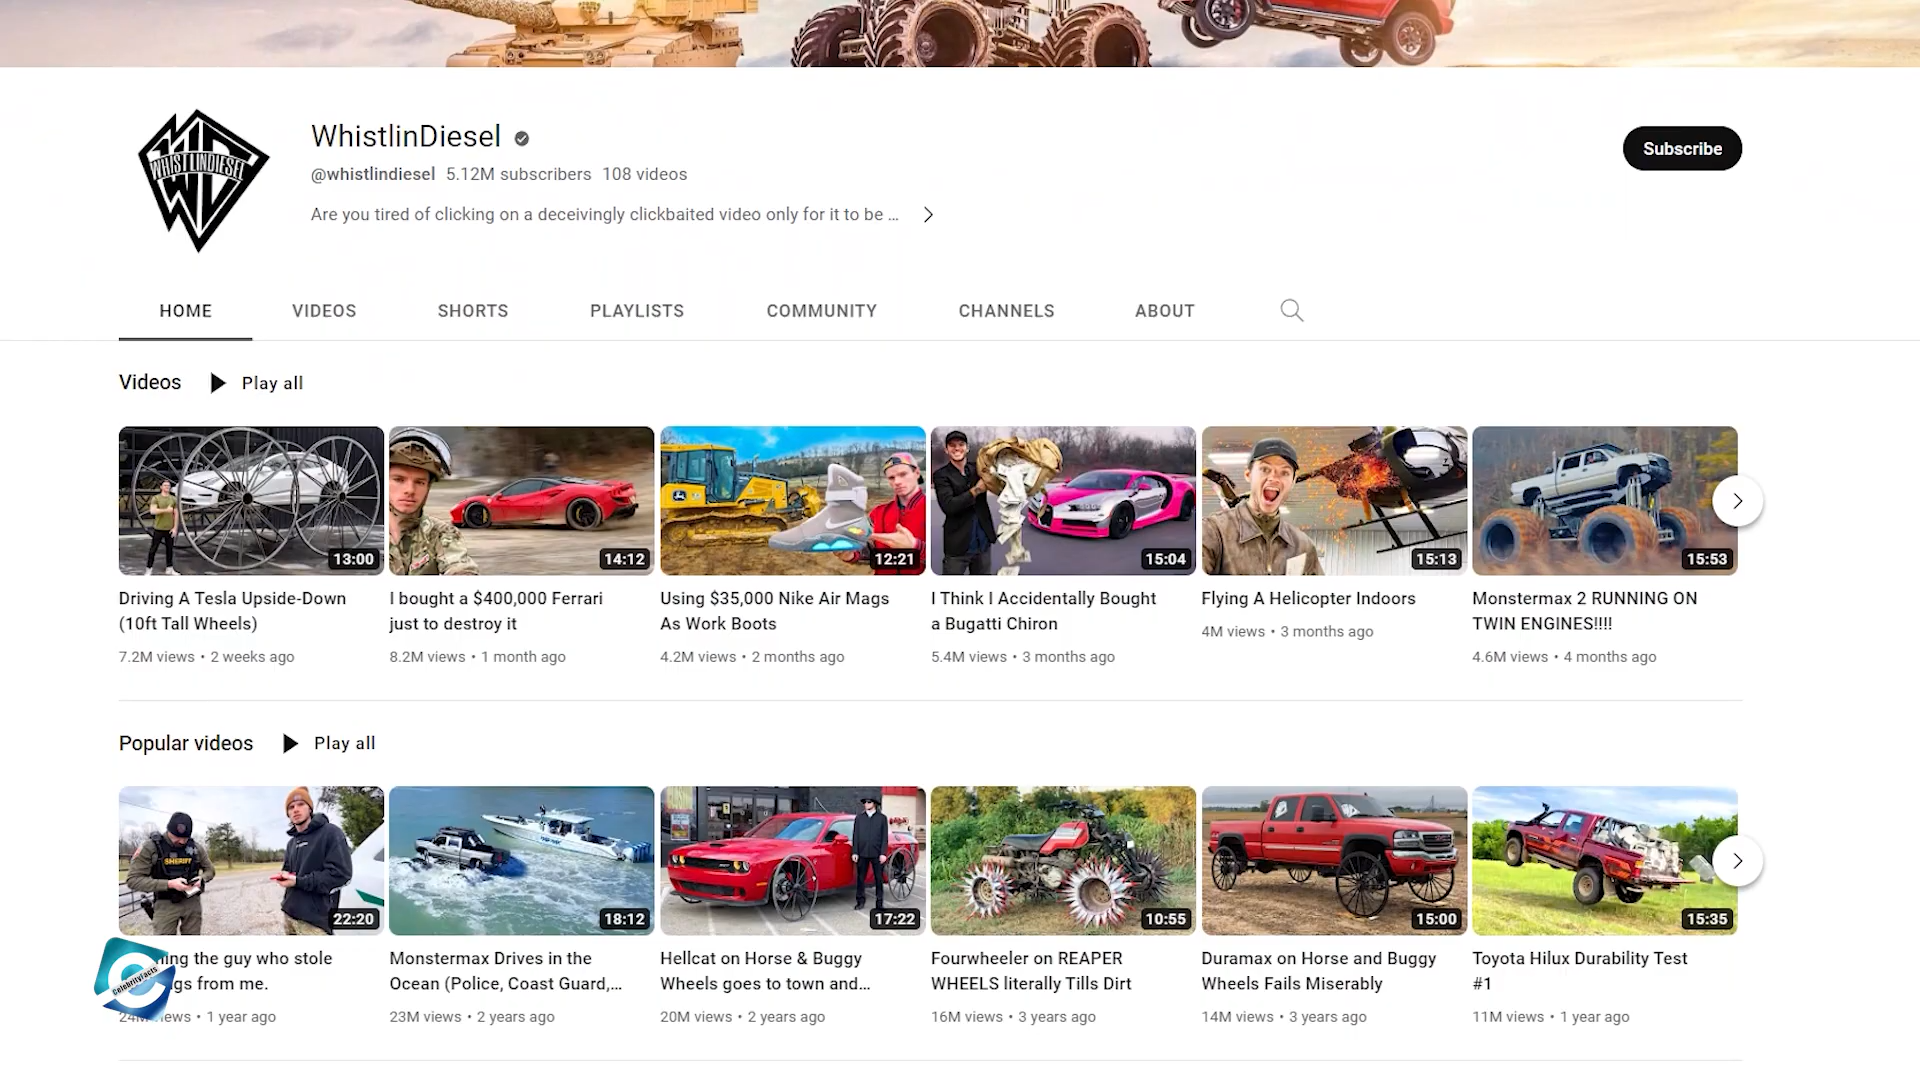 WhistlinDiesel
WHISTLINDIESEL
@whistlindiesel 5.12M subscribers 108 videos
Subscribe
Are you tired of clicking on a deceivingly clickbaited video only for it to be ...
HOME VIDEOS SHORTS PLAYLISTS COMMUNITY CHANNELS ABOUT
Videos Play all
13:00 14:12 12:21 15:04 15:13 15:53
Driving A Tesla Upside-Down
(10ft Tall Wheels)
7.2M views • 2 weeks ago
I bought a $400,000 Ferrari
just to destroy it
8.2M views • 1 month ago
Using $35,000 Nike Air Mags
As Work Boots
4.2M views • 2 months ago
I Think I Accidentally Bought
a Bugatti Chiron
5.4M views • 3 months ago
Flying A Helicopter Indoors
4M views • 3 months ago
Monstermax 2 RUNNING ON
TWIN ENGINES!!!!
4.6M views • 4 months ago
Popular videos Play all
SHERIFF
22:20 18:12 17:22 10:55 15:00 15:35
the guy who stole
from me.
24M views • 1 year ago
CelebrityFacts
Monstermax Drives in the
Ocean (Police, Coast Guard,...
23M views • 2 years ago
Hellcat on Horse & Buggy
Wheels goes to town and...
20M views • 2 years ago
Fourwheeler on REAPER
WHEELS literally Tills Dirt
16M views • 3 years ago
Duramax on Horse and Buggy
Wheels Fails Miserably
14M views • 3 years ago
Toyota Hilux Durability Test
#1
11M views • 1 year ago